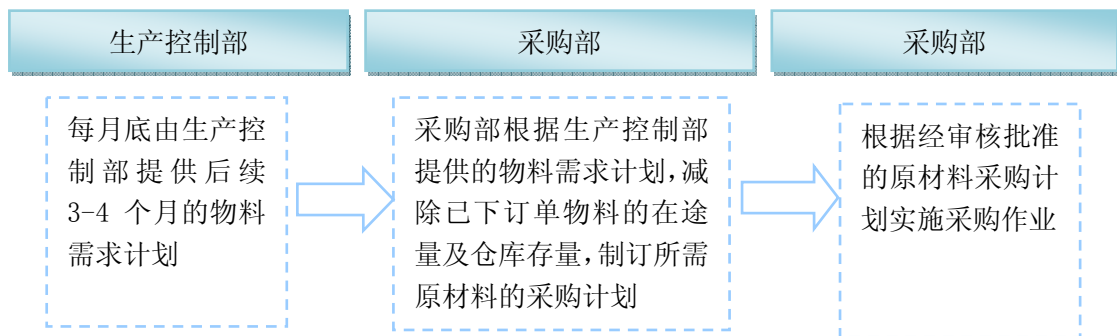 生产控制部
采购部
采购部
每月底由生产控
制部提供后续
3-4 个月的物料
需求计划
采购部根据生产控制部
提供的物料需求计划,减
除已下订单物料的在途
量及仓库存量,制订所需
原材料的采购计划
根据经审核批准
的原材料采购计
划实施采购作业